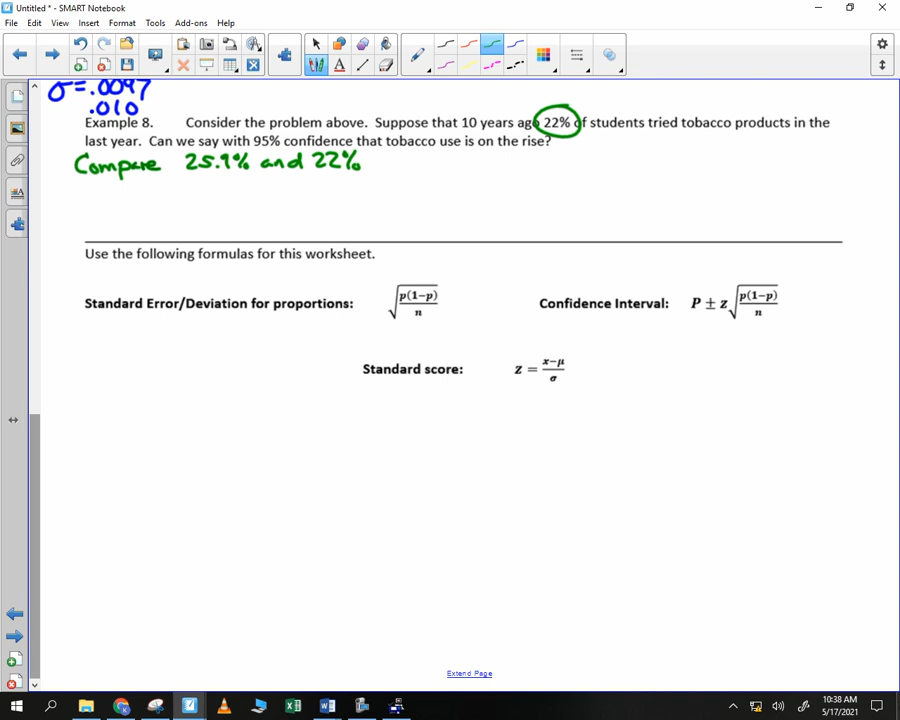 Untitled * - SMART Notebook
File Edit View Insert Format Tools Add-ons Help
σ = .0097
.010
Example 8. Consider the problem above. Suppose that 10 years ago 22% of students tried tobacco products in the
last year. Can we say with 95% confidence that tobacco use is on the rise?
Compare 25.9% and 22%
Use the following formulas for this worksheet.
Standard Error/Deviation for proportions: √(p(1−p)/n) Confidence Interval: P ± z√(p(1−p)/n)
Standard score: z = (x−μ)/σ
Extend Page
10:38 AM
5/17/2021